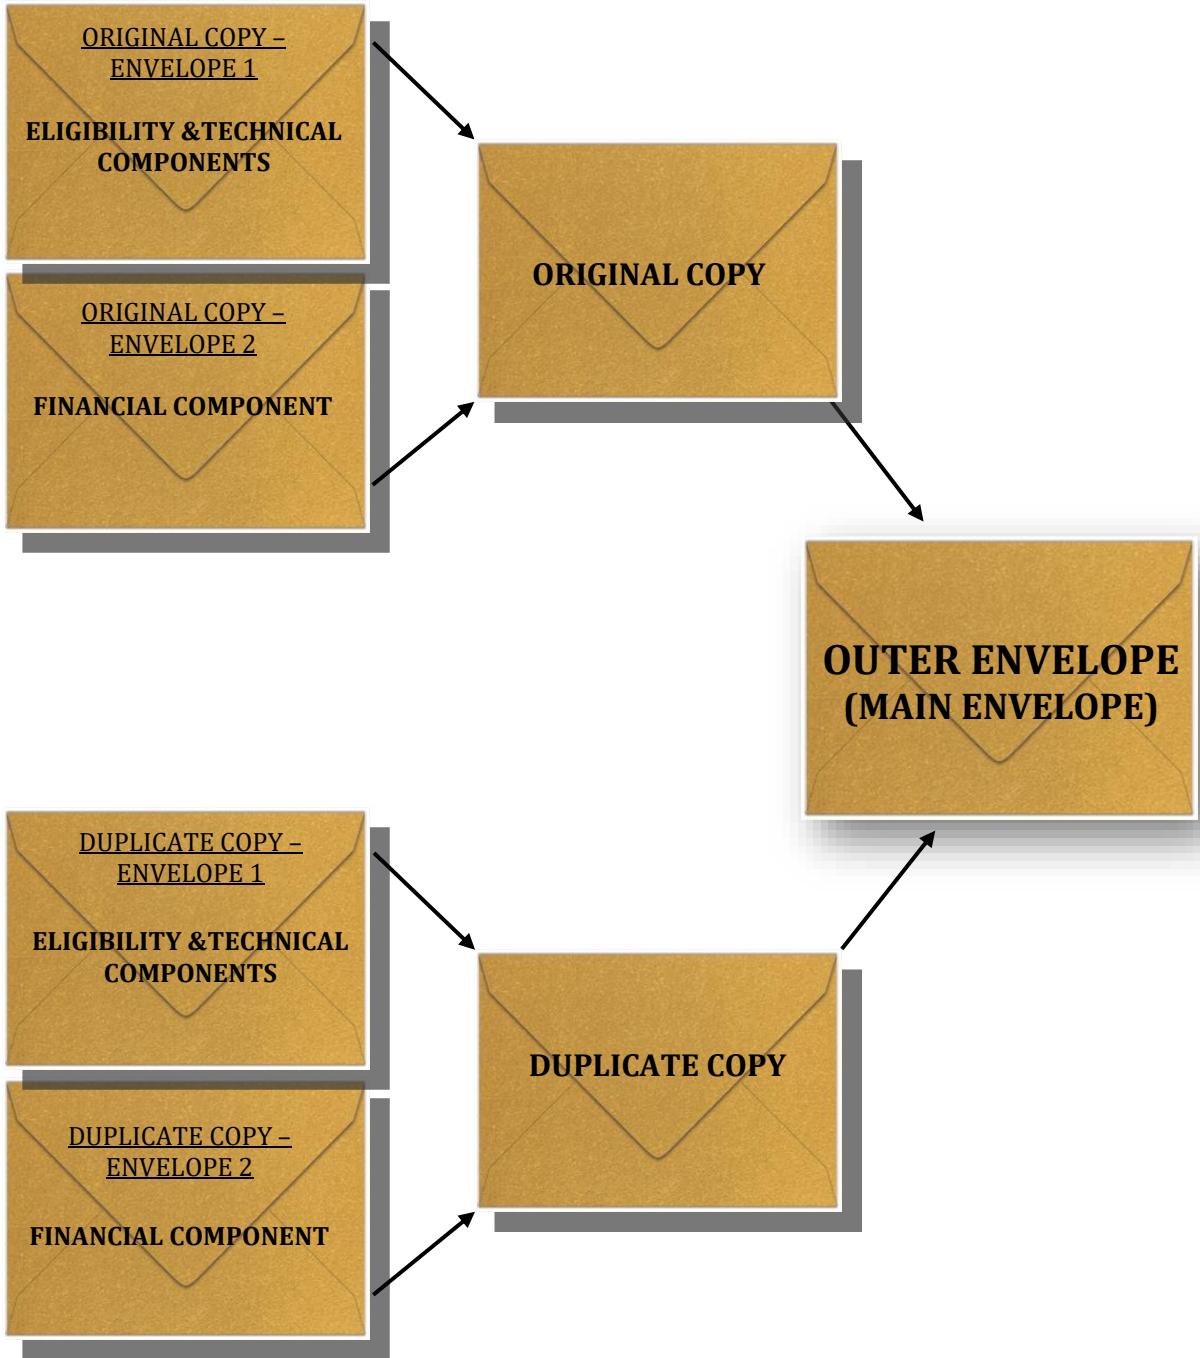 ORIGINAL COPY –
ENVELOPE 1
ELIGIBILITY &TECHNICAL
COMPONENTS
ORIGINAL COPY –
ENVELOPE 2
FINANCIAL COMPONENT
ORIGINAL COPY
OUTER ENVELOPE
(MAIN ENVELOPE)
DUPLICATE COPY –
ENVELOPE 1
ELIGIBILITY &TECHNICAL
COMPONENTS
DUPLICATE COPY –
ENVELOPE 2
FINANCIAL COMPONENT
DUPLICATE COPY